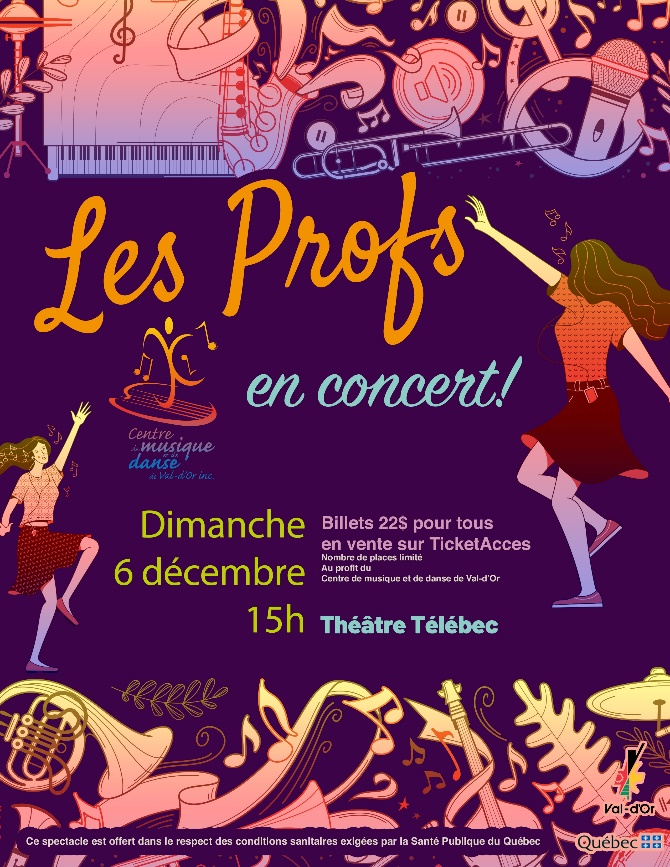 Les Profs
en concert!
Centre
de musique
et de
danse
de Val-d'Or inc.
Dimanche
6 décembre
15h
Billets 22$ pour tous
en vente sur TicketAcces
Nombre de places limité
Au profit du
Centre de musique et de danse de Val-d'Or
Théâtre Télébec
Val-d'Or
Ce spectacle est offert dans le respect des conditions sanitaires exigées par la Santé Publique du Québec
Québec